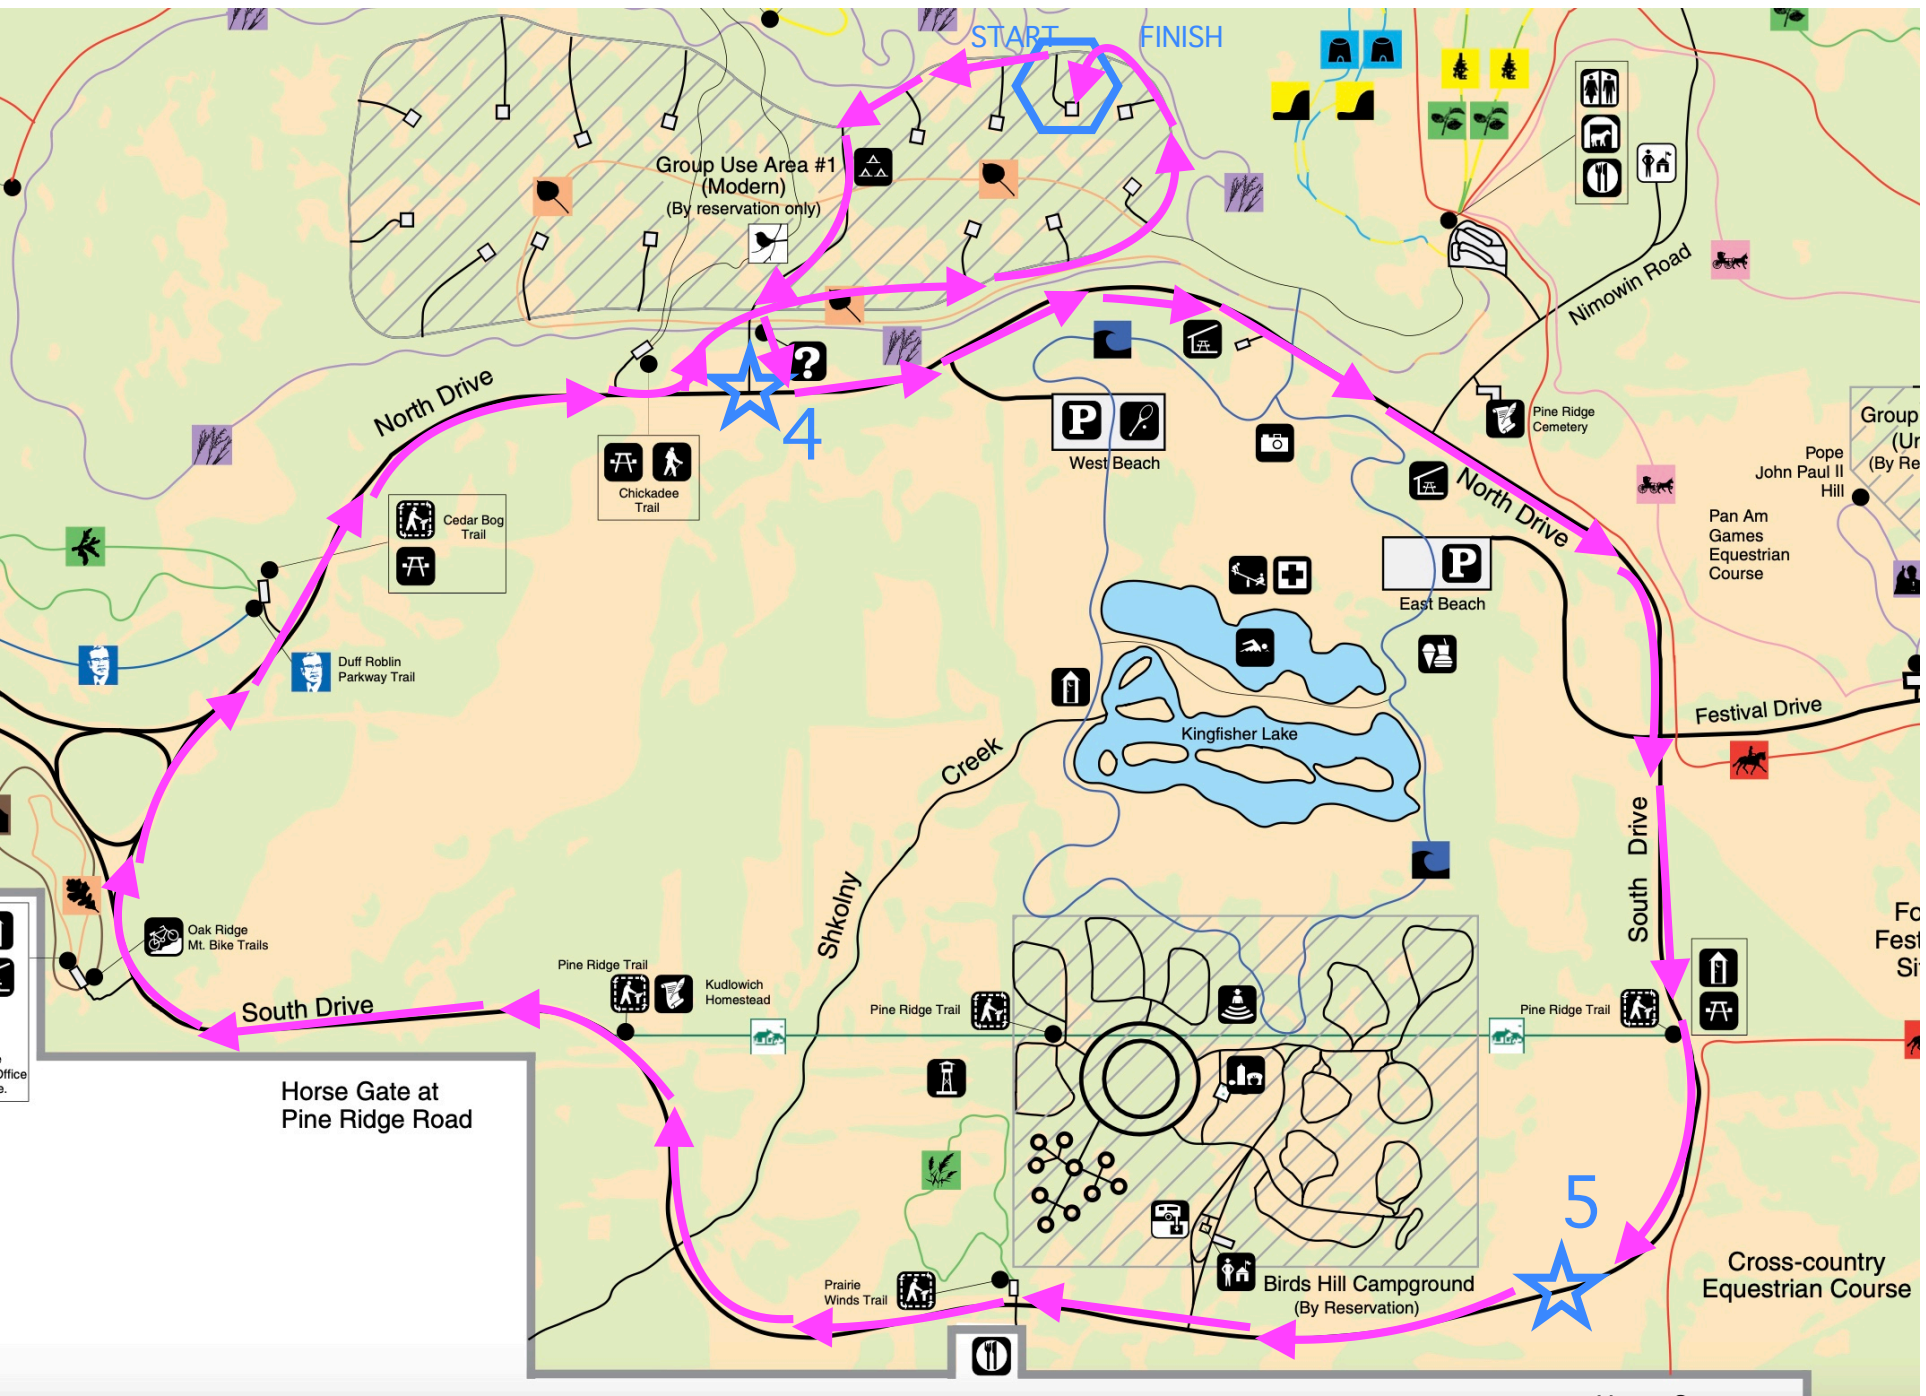 START
FINISH
Group Use Area #1
(Modern)
(By reservation only)
Nimowin Road
North Drive
?
4
Chickadee
Trail
P
West Beach
Pine Ridge
Cemetery
Group
(By Re
Pope
John Paul II
Hill
Pan Am
Games
Equestrian
Course
North Drive
Cedar Bog
Trail
P
East Beach
Duff Roblin
Parkway Trail
Kingfisher Lake
Festival Drive
Creek
Shkolny
South Drive
Oak Ridge
Mt. Bike Trails
South Drive
Pine Ridge Trail
Kudlowich
Homestead
Pine Ridge Trail
Pine Ridge Trail
Fest
Office
Horse Gate at
Pine Ridge Road
5
Prairie
Winds Trail
Birds Hill Campground
(By Reservation)
Cross-country
Equestrian Course